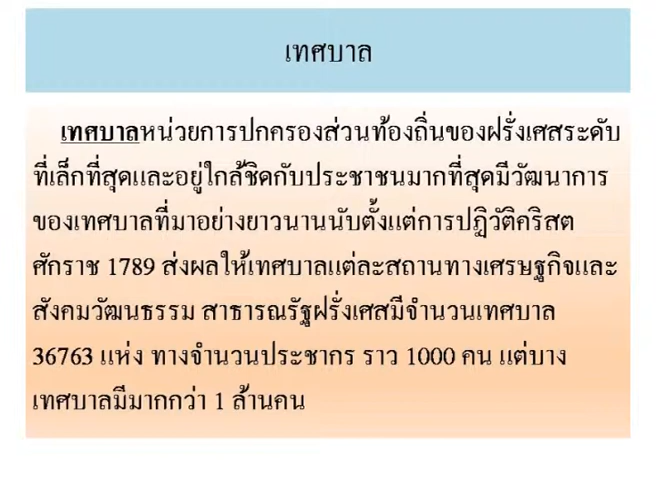 เทศบาล
เทศบาลหน่วยการปกครองส่วนท้องถิ่นของฝรั่งเศสระดับ
ที่เล็กที่สุดและอยู่ใกล้ชิดกับประชาชนมากที่สุดมีวัฒนาการ
ของเทศบาลที่มาอย่างยาวนานนับตั้งแต่การปฏิวัติคริสต
ศักราช 1789 ส่งผลให้เทศบาลแต่ละสถานทางเศรษฐกิจและ
สังคมวัฒนธรรม สาธารณรัฐฝรั่งเศสมีจำนวนเทศบาล
36763 แห่ง ทางจำนวนประชากร ราว 1000 คน แต่บาง
เทศบาลมีมากกว่า 1 ล้านคน